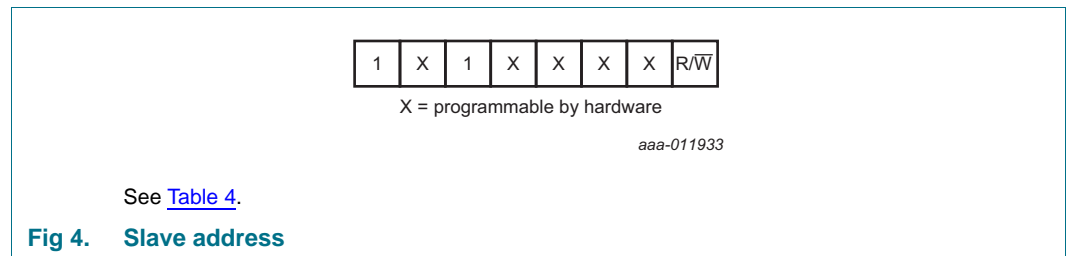 1 X 1 X X X X R/W̅
X = programmable by hardware
aaa-011933
See Table 4.
Fig 4. Slave address